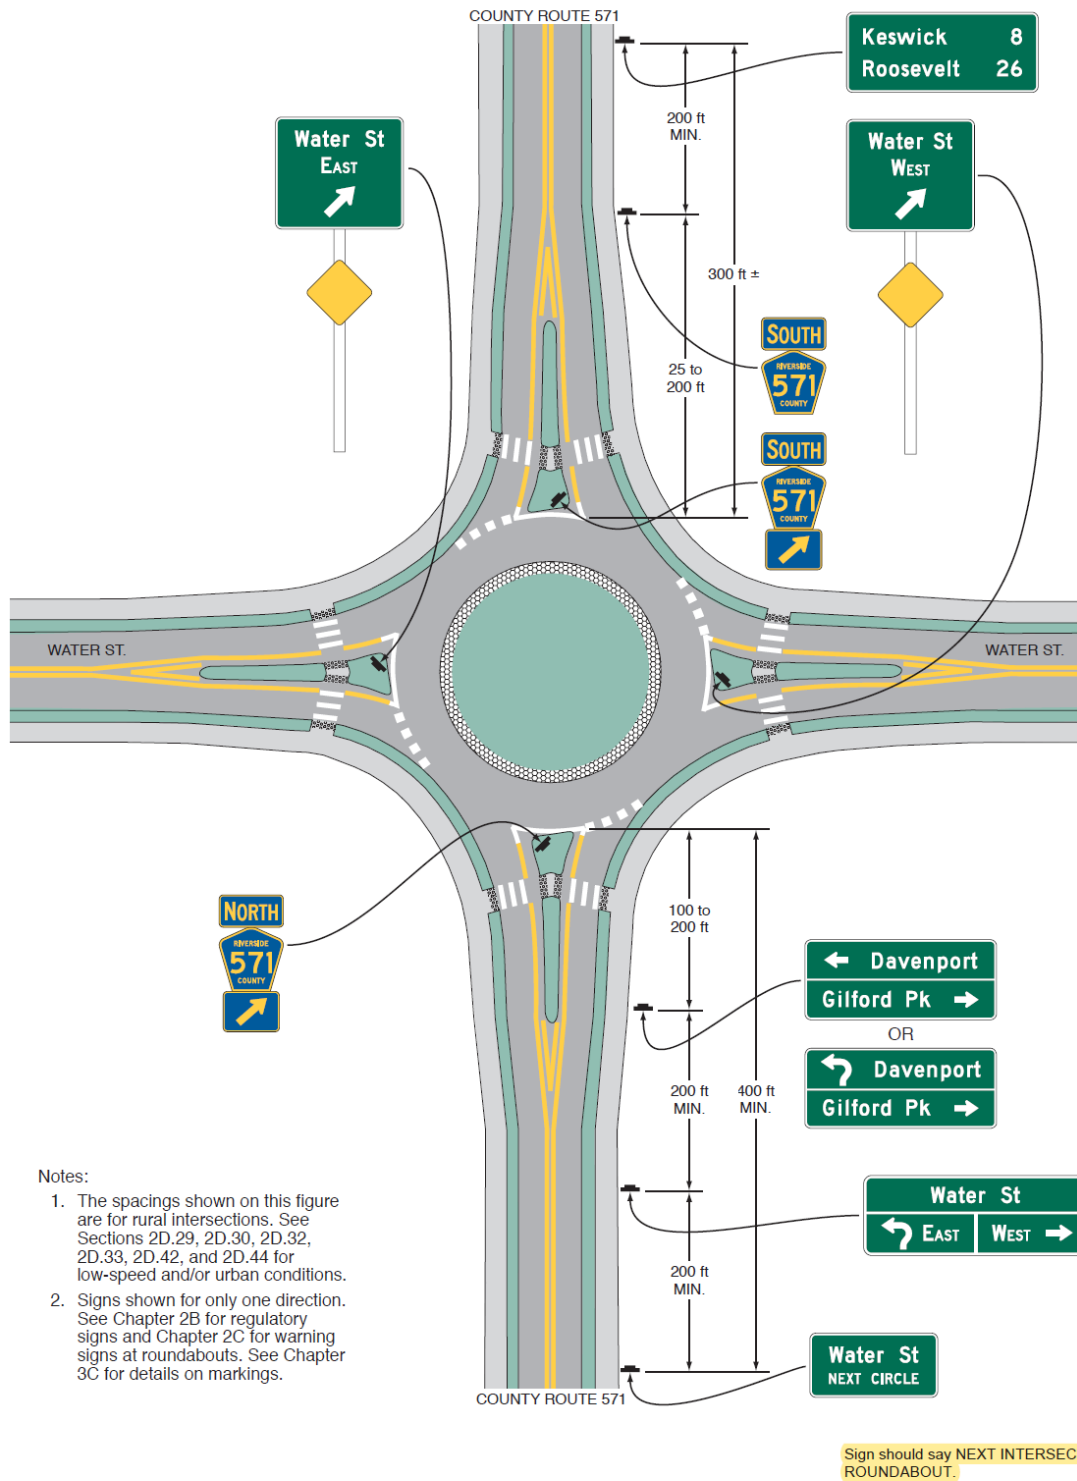 COUNTY ROUTE 571
Keswick 8
Roosevelt 26
200 ft
MIN.
Water St
EAST
Water St
WEST
300 ft ±
SOUTH
RIVERSIDE
571
COUNTY
25 to
200 ft
SOUTH
RIVERSIDE
571
COUNTY
WATER ST.
WATER ST.
NORTH
RIVERSIDE
571
COUNTY
100 to
200 ft
Davenport
Gilford Pk
OR
Davenport
Gilford Pk
200 ft
MIN.
400 ft
MIN.
Water St
EAST WEST
200 ft
MIN.
Water St
NEXT CIRCLE
COUNTY ROUTE 571
Notes:
1. The spacings shown on this figure
are for rural intersections. See
Sections 2D.29, 2D.30, 2D.32,
2D.33, 2D.42, and 2D.44 for
low-speed and/or urban conditions.
2. Signs shown for only one direction.
See Chapter 2B for regulatory
signs and Chapter 2C for warning
signs at roundabouts. See Chapter
3C for details on markings.
Sign should say NEXT INTERSEC
ROUNDABOUT.